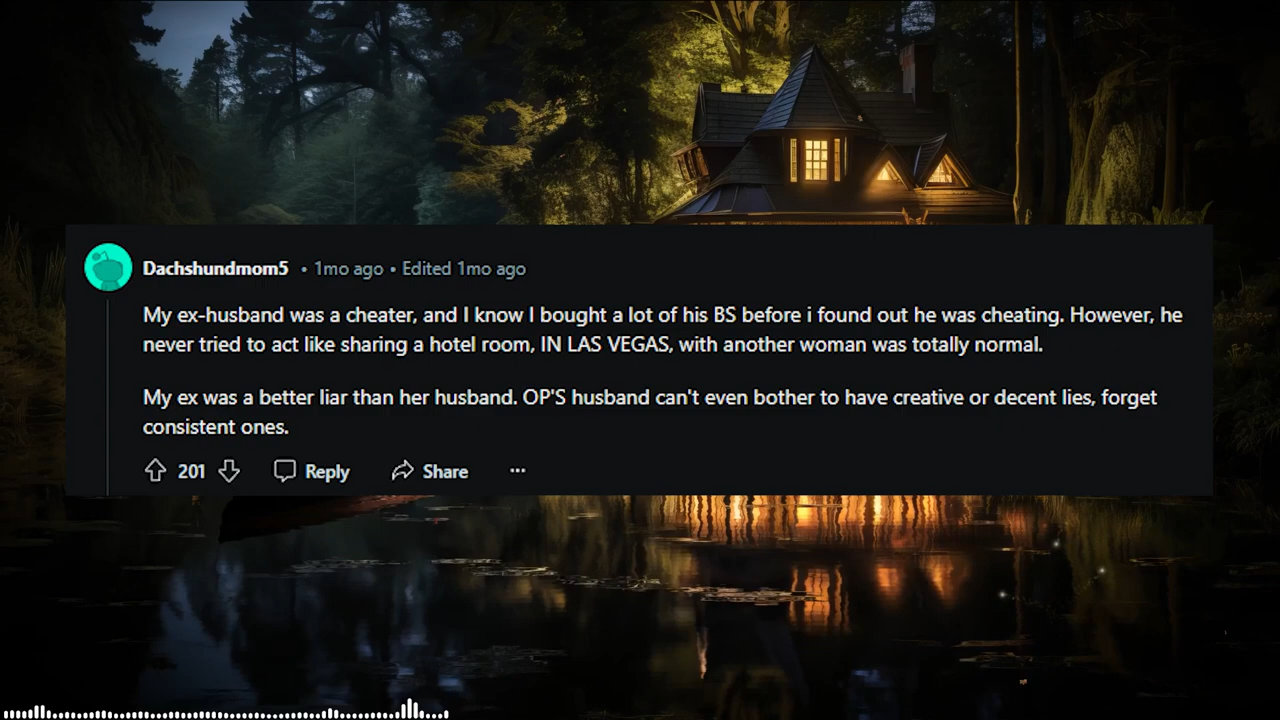 Dachshundmom5 • 1mo ago • Edited 1mo ago
My ex-husband was a cheater, and I know I bought a lot of his BS before i found out he was cheating. However, he
never tried to act like sharing a hotel room, IN LAS VEGAS, with another woman was totally normal.
My ex was a better liar than her husband. OP'S husband can't even bother to have creative or decent lies, forget
consistent ones.
201 Reply Share ···